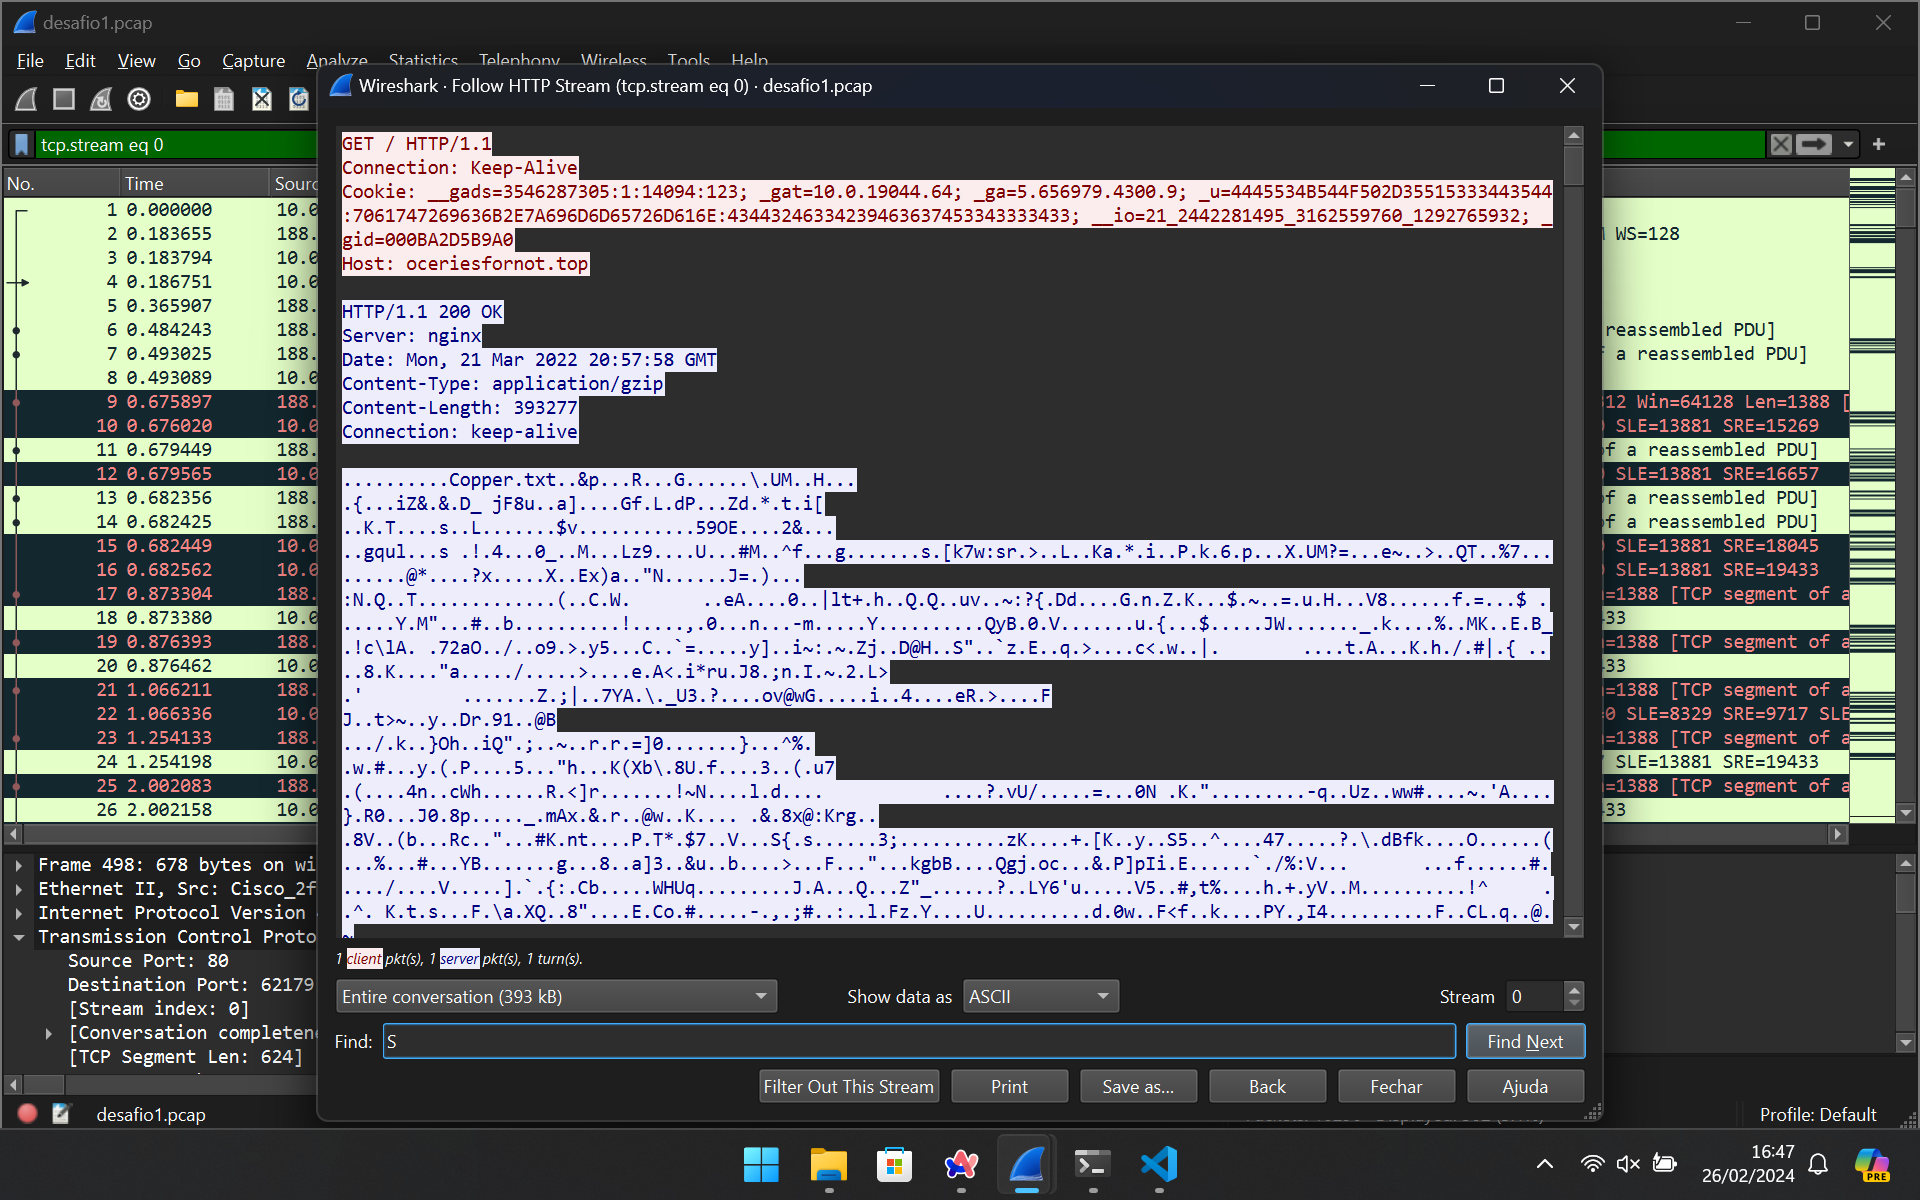 desafio1.pcap
File Edit View Go Capture Analyze Statistics Telephony Wireless Tools Help
Wireshark · Follow HTTP Stream (tcp.stream eq 0) · desafio1.pcap
tcp.stream eq 0
No. Time Sourc
1 0.000000 10.0
2 0.183655 188.
3 0.183794 10.0
4 0.186751 10.0
5 0.365907 188.
6 0.484243 188.
7 0.493025 188.
8 0.493089 10.0
9 0.675897 188.
10 0.676020 10.0
11 0.679449 188.
12 0.679565 10.0
13 0.682356 188.
14 0.682425 188.
15 0.682449 10.0
16 0.682562 10.0
17 0.873304 188.
18 0.873380 10.0
19 0.876393 188.
20 0.876462 10.0
21 1.066211 188.
22 1.066336 10.0
23 1.254133 188.
24 1.254198 10.0
25 2.002083 188.
26 2.002158 10.0
GET / HTTP/1.1
Connection: Keep-Alive
Cookie: __gads=3546287305:1:14094:123; _gat=10.0.19044.64; _ga=5.656979.4300.9; _u=4445534B544F502D35515333443544
:7061747269636B2E7A696D6D65726D616E:43443246334239463637453343333433; __io=21_2442281495_3162559760_1292765932; _
gid=000BA2D5B9A0
Host: oceriesfornot.top
HTTP/1.1 200 OK
Server: nginx
Date: Mon, 21 Mar 2022 20:57:58 GMT
Content-Type: application/gzip
Content-Length: 393277
Connection: keep-alive
..........Copper.txt..&p...R...G......\.UM..H...
.{...iZ&.&.D_ jF8u..a]....Gf.L.dP...Zd.*.t.i[
..K.T....s..L.......$v...........59OE....2&...
..gqul...s .!.4...0_..M...Lz9....U...#M..^f...g.......s.[k7w:sr.>..L..Ka.*.i..P.k.6.p...X.UM?=...e~..>..QT..%7...
......@*....?x.....X..Ex)a.."N......J=.)...
:N.Q..T.............(..C.W. ..eA....0..|lt+.h..Q.Q..uv..~:?{.Dd....G.n.Z.K...$.~..=.u.H...V8......f.=...$ .
.....Y.M"...#..b..........!.....,.0...n...-m.....Y..........QyB.0.V.......u.{...$.....JW......._.k....%..MK..E.B_
.!c\lA. .72aO../..o9.>.y5...C..`=.....y]..i~:.~.Zj..D@H..S"..`z.E..q.>....c<.w..|. ....t.A...K.h./.#|.{ ..
..8.K...."a...../.....>....e.A<.i*ru.J8.;n.I.~.2.L>
.' .......Z.;|..7YA.\._U3.?....ov@wG.....i..4....eR.>....F
J..t>~..y..Dr.91..@B
.../.k..}Oh..iQ".;..~..r.r.=]0.......}...^%.
.w.#...y.(.P....5..."h...K(Xb\.8U.f....3..(.u7
.(....4n..cWh......R.<]r.......!~N....l.d.... ....?.vU/.....=...0N .K.".........-q..Uz..ww#....~.'A....
}.R0...J0.8p....._.mAx.&.r..@w..K.... .&.8x@:Krg..
.8V..(b...Rc.."...#K.nt....P.T*.$7..V...S{.s......3;..........zK....+.[K..y..S5..^....47.....?.\.dBfk....O......(
...%...#...YB.......g...8..a]3..&u..b....>...F..."...kgbB....Qgj.oc...&.P]pIi.E......`./%:V... ...f......#.
..../....V.....].`.{:.Cb.....WHUq.........J.A...Q...Z"_......?..LY6'u.....V5..#,t%....h.+.yV..M..........!^ .
.^. K.t.s...F.\a.XQ..8"....E.Co.#.....-.,.;#..:..l.Fz.Y....U..........d.0w..F<f..k....PY.,I4..........F..CL.q..@.
WS=128
reassembled PDU]
a reassembled PDU]
Win=64128 Len=1388 [
SLE=13881 SRE=15269
of a reassembled PDU]
SLE=13881 SRE=16657
of a reassembled PDU]
of a reassembled PDU]
SLE=13881 SRE=18045
SLE=13881 SRE=19433
=1388 [TCP segment of a
33
=1388 [TCP segment of a
33
=1388 [TCP segment of a
=0 SLE=8329 SRE=9717 SLE
=1388 [TCP segment of a
SLE=13881 SRE=19433
=1388 [TCP segment of a
33
Frame 498: 678 bytes on wi
Ethernet II, Src: Cisco_2f
Internet Protocol Version
Transmission Control Proto
Source Port: 80
Destination Port: 62179
[Stream index: 0]
[Conversation completene
[TCP Segment Len: 624]
1 client pkt(s), 1 server pkt(s), 1 turn(s).
Entire conversation (393 kB) Show data as ASCII Stream 0
Find: S Find Next
Filter Out This Stream Print Save as... Back Fechar Ajuda
desafio1.pcap Profile: Default
16:47
26/02/2024
PRE